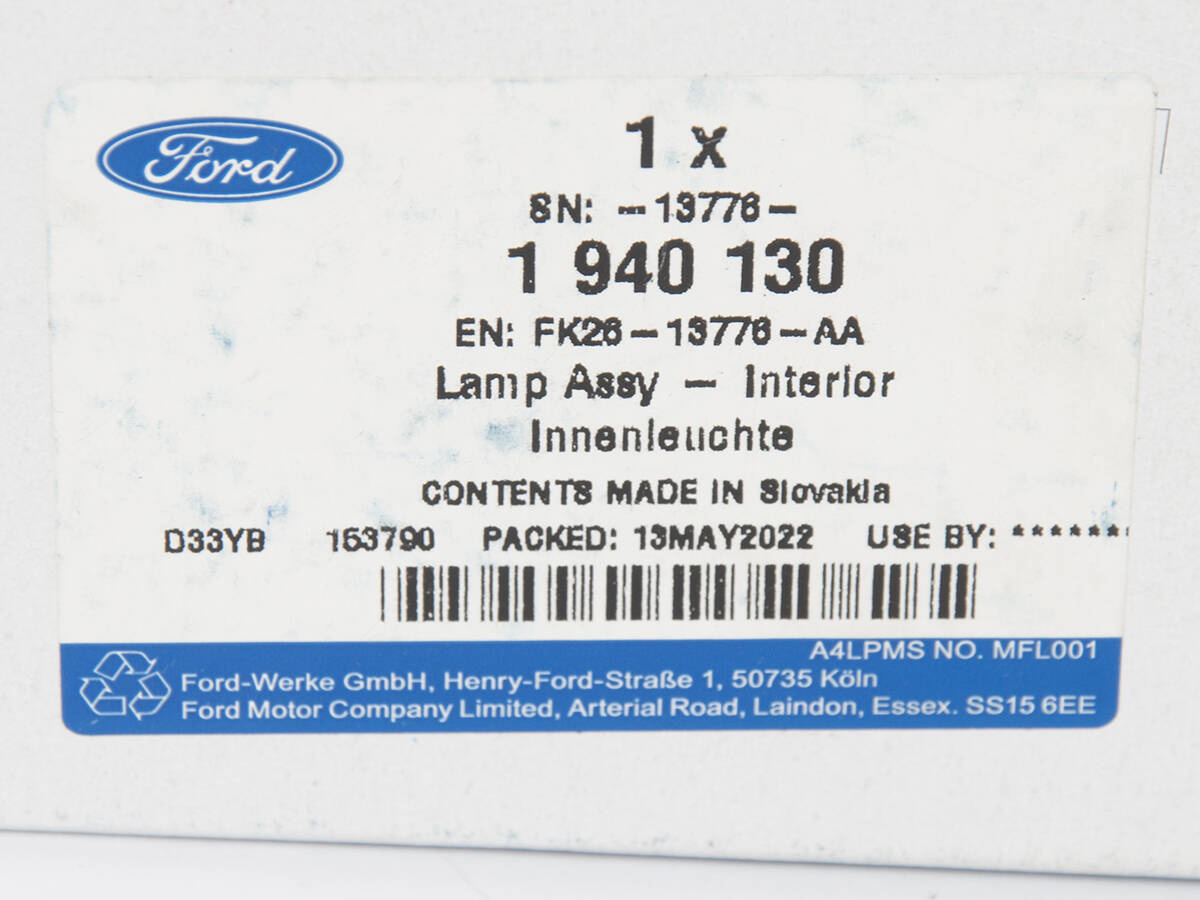 Ford
1 x
SN: -13776-
1 940 130
EN: FK26-13776-AA
Lamp Assy - Interior
Innenleuchte
CONTENTS MADE IN Slovakia
D33YB 153790 PACKED: 13MAY2022 USE BY: *******
A4LPMS NO. MFL001
Ford-Werke GmbH, Henry-Ford-Straße 1, 50735 Köln
Ford Motor Company Limited, Arterial Road, Laindon, Essex. SS15 6EE